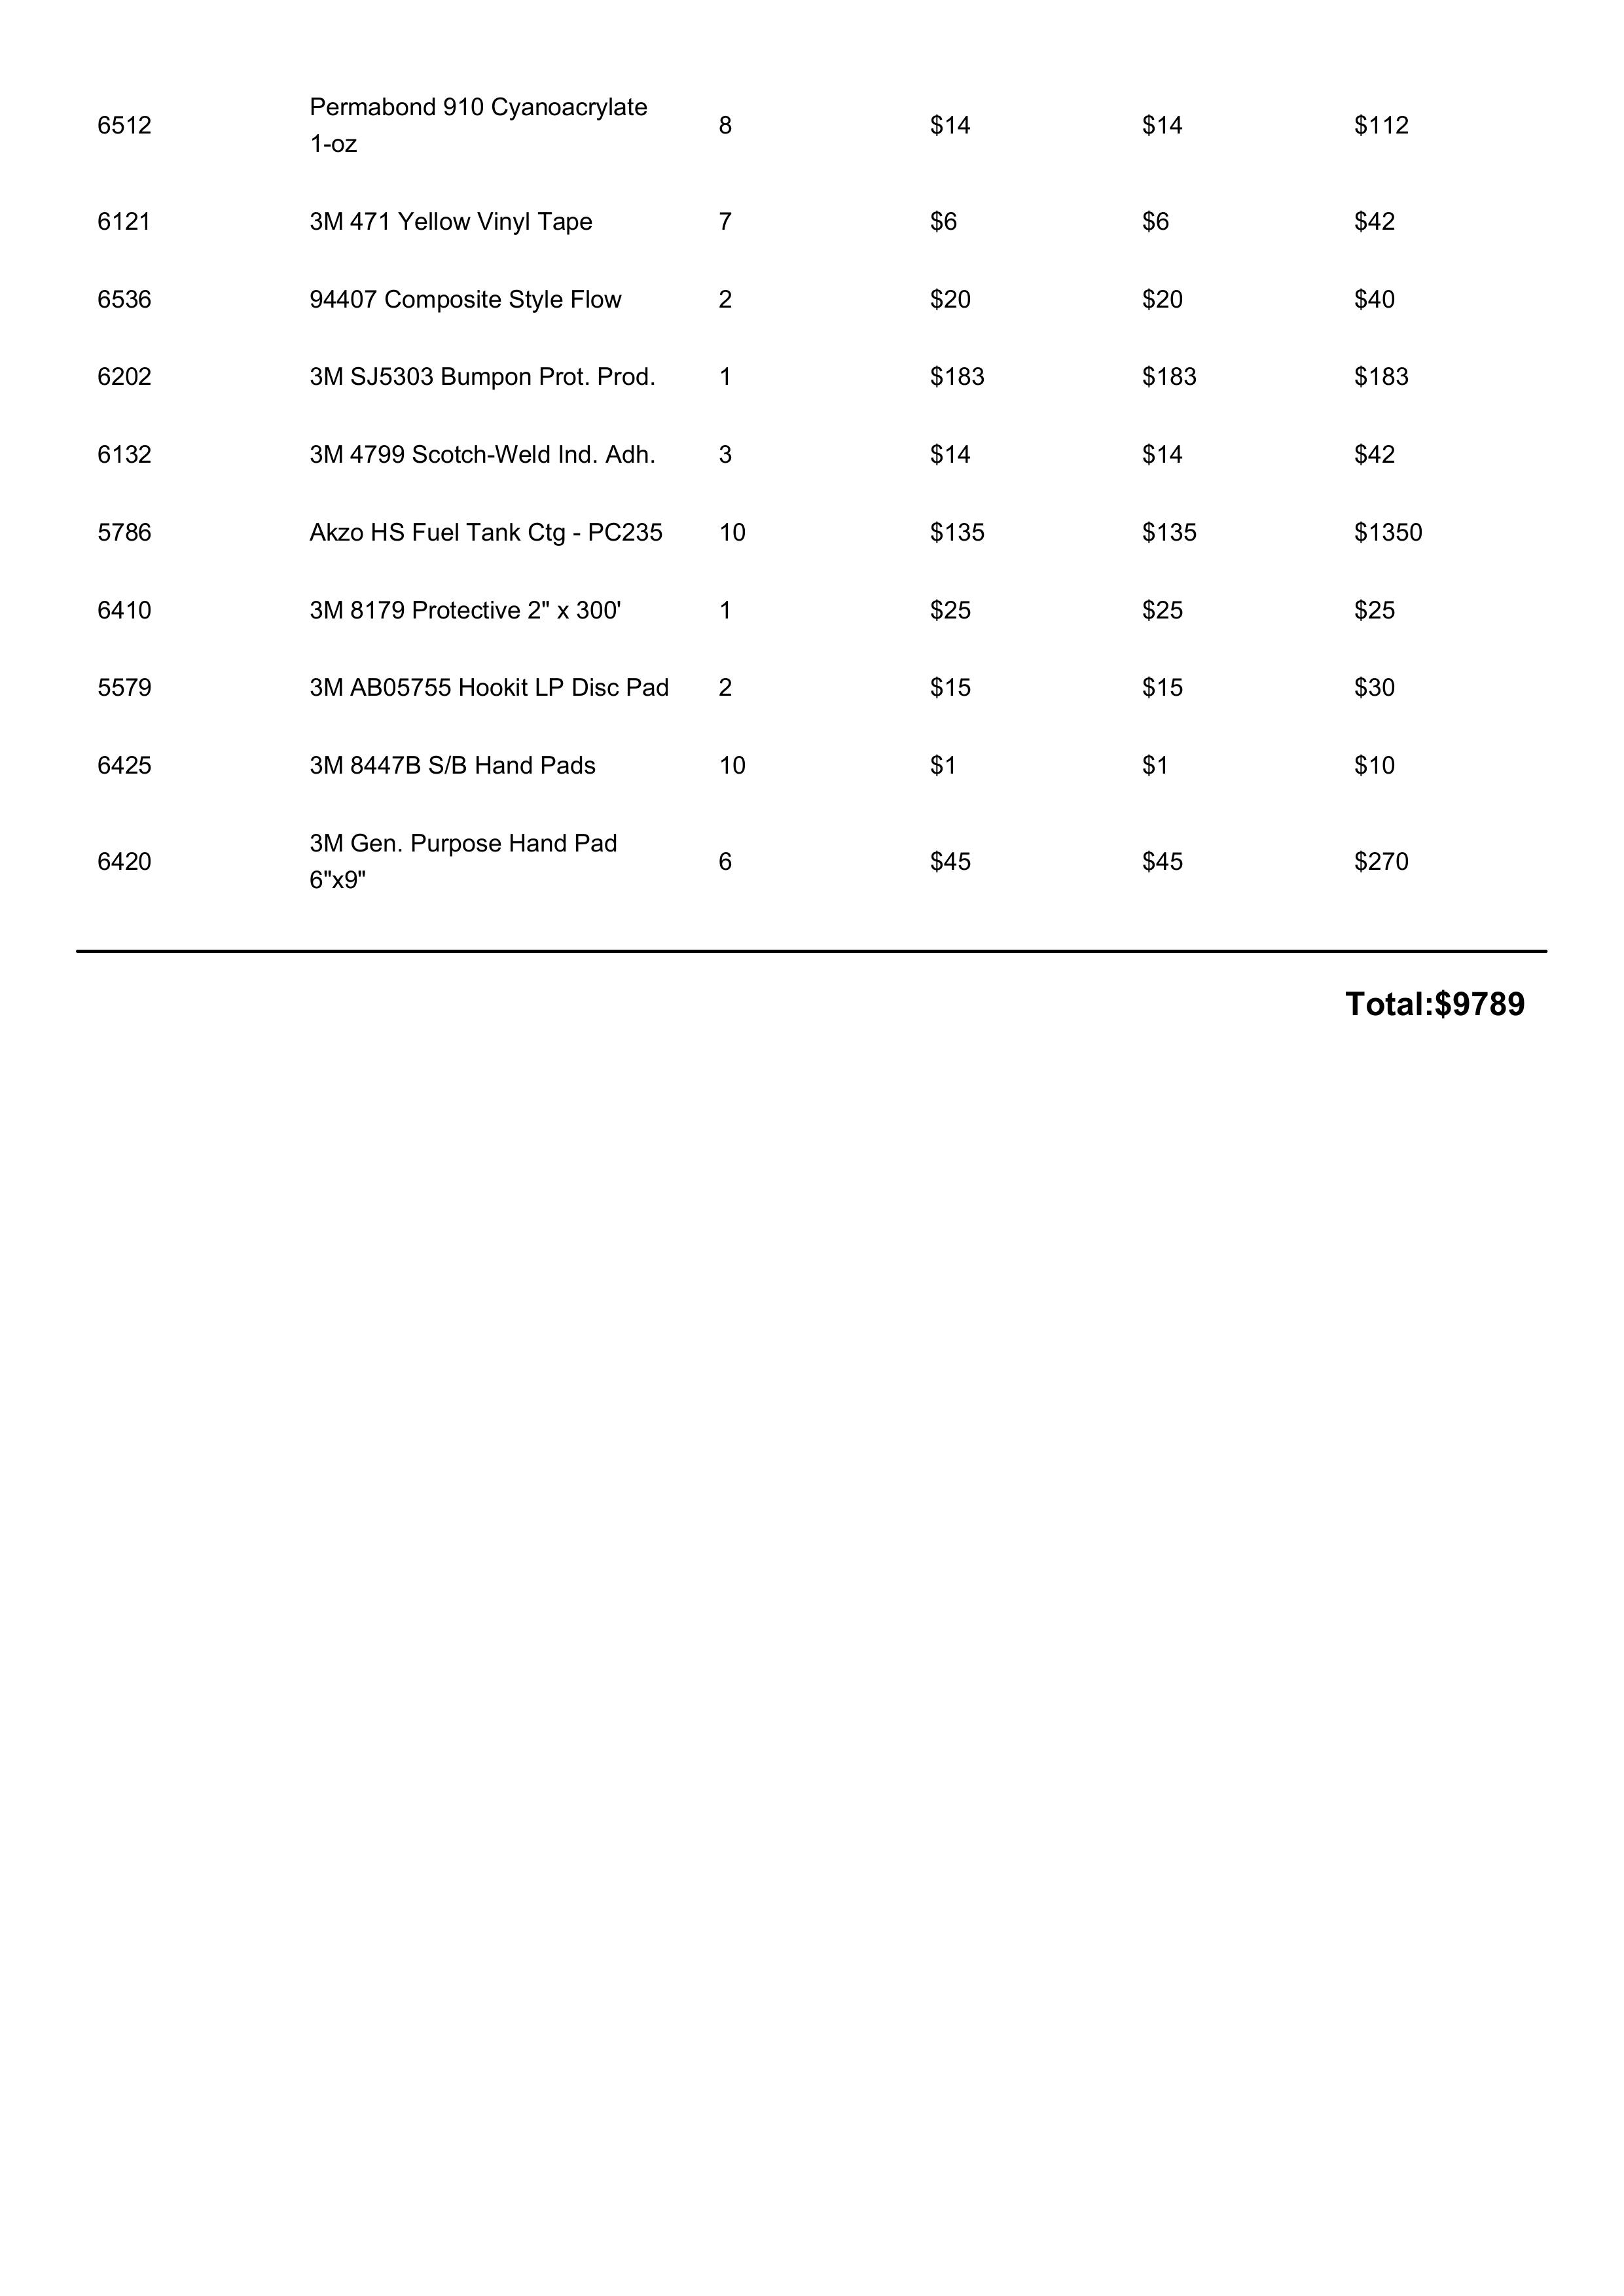 6512 Permabond 910 Cyanoacrylate 1-oz 8 $14 $14 $112
6121 3M 471 Yellow Vinyl Tape 7 $6 $6 $42
6536 94407 Composite Style Flow 2 $20 $20 $40
6202 3M SJ5303 Bumpon Prot. Prod. 1 $183 $183 $183
6132 3M 4799 Scotch-Weld Ind. Adh. 3 $14 $14 $42
5786 Akzo HS Fuel Tank Ctg - PC235 10 $135 $135 $1350
6410 3M 8179 Protective 2" x 300' 1 $25 $25 $25
5579 3M AB05755 Hookit LP Disc Pad 2 $15 $15 $30
6425 3M 8447B S/B Hand Pads 10 $1 $1 $10
6420 3M Gen. Purpose Hand Pad 6"x9" 6 $45 $45 $270
Total:$9789